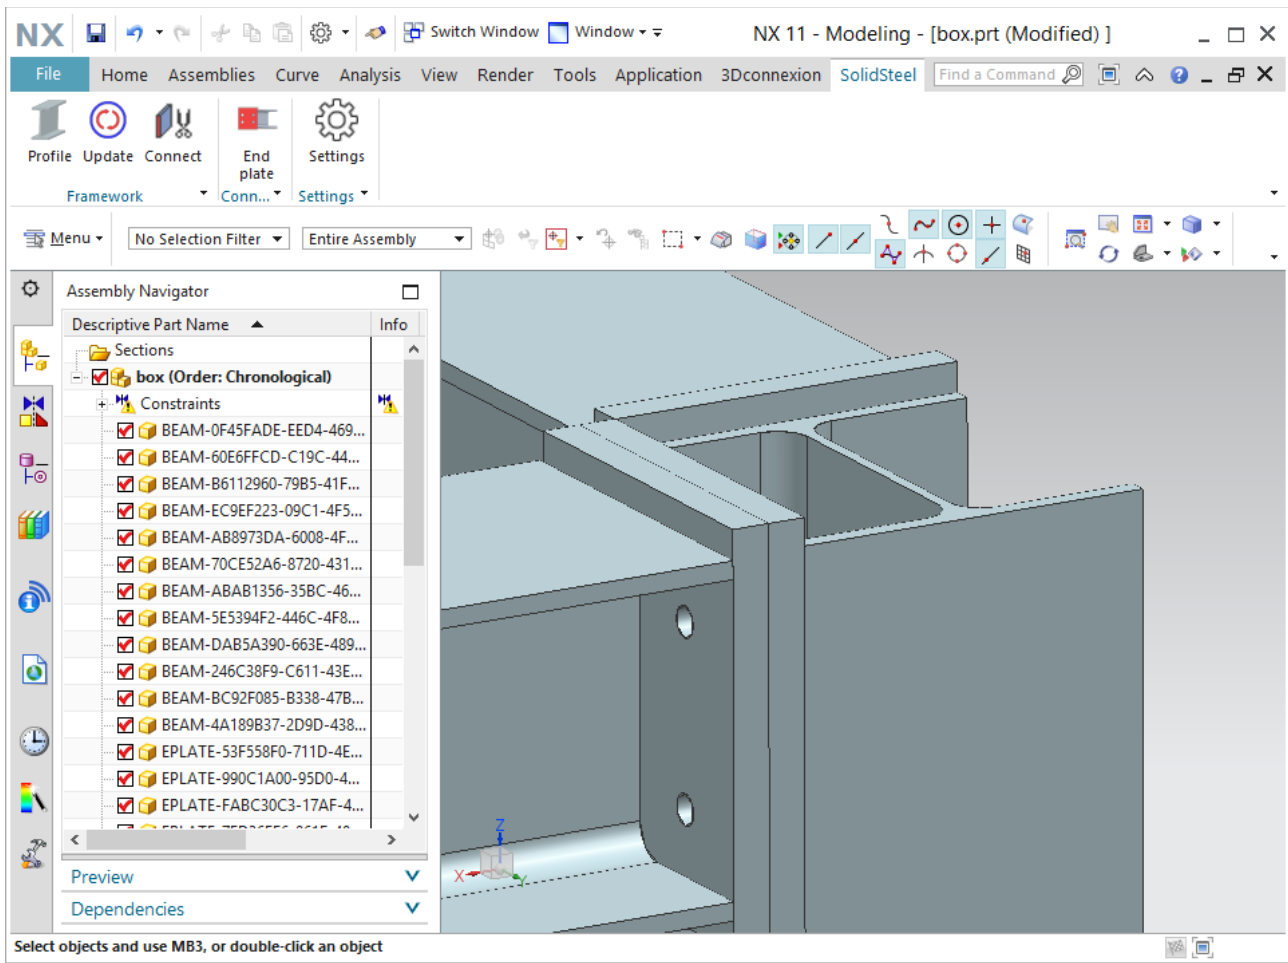 NX Switch Window Window NX 11 - Modeling - [box.prt (Modified) ]
File Home Assemblies Curve Analysis View Render Tools Application 3Dconnexion SolidSteel Find a Command
Profile Update Connect End plate Settings
Framework Conn... Settings
Menu No Selection Filter Entire Assembly
Assembly Navigator
Descriptive Part Name Info
Sections
box (Order: Chronological)
Constraints
BEAM-0F45FADE-EED4-469...
BEAM-60E6FFCD-C19C-44...
BEAM-B6112960-79B5-41F...
BEAM-EC9EF223-09C1-4F5...
BEAM-AB8973DA-6008-4F...
BEAM-70CE52A6-8720-431...
BEAM-ABAB1356-35BC-46...
BEAM-5E5394F2-446C-4F8...
BEAM-DAB5A390-663E-489...
BEAM-246C38F9-C611-43E...
BEAM-BC92F085-B338-47B...
BEAM-4A189B37-2D9D-438...
EPLATE-53F558F0-711D-4E...
EPLATE-990C1A00-95D0-4...
EPLATE-FABC30C3-17AF-4...
Z
X
Y
Preview
Dependencies
Select objects and use MB3, or double-click an object